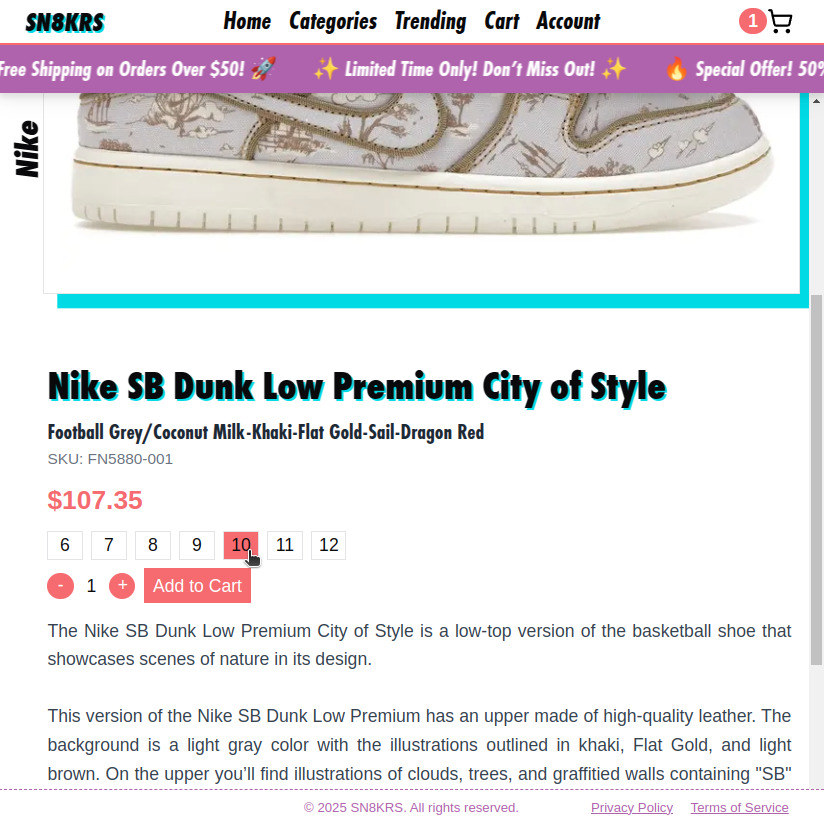 SN8KRS
Home Categories Trending Cart Account
1
Free Shipping on Orders Over $50! 🚀 ✨ Limited Time Only! Don't Miss Out! ✨ 🔥 Special Offer! 50%
Nike
Nike SB Dunk Low Premium City of Style
Football Grey/Coconut Milk-Khaki-Flat Gold-Sail-Dragon Red
SKU: FN5880-001
$107.35
6 7 8 9 10 11 12
- 1 + Add to Cart
The Nike SB Dunk Low Premium City of Style is a low-top version of the basketball shoe that
showcases scenes of nature in its design.
This version of the Nike SB Dunk Low Premium has an upper made of high-quality leather. The
background is a light gray color with the illustrations outlined in khaki, Flat Gold, and light
brown. On the upper you’ll find illustrations of clouds, trees, and graffitied walls containing "SB"
© 2025 SN8KRS. All rights reserved. Privacy Policy Terms of Service